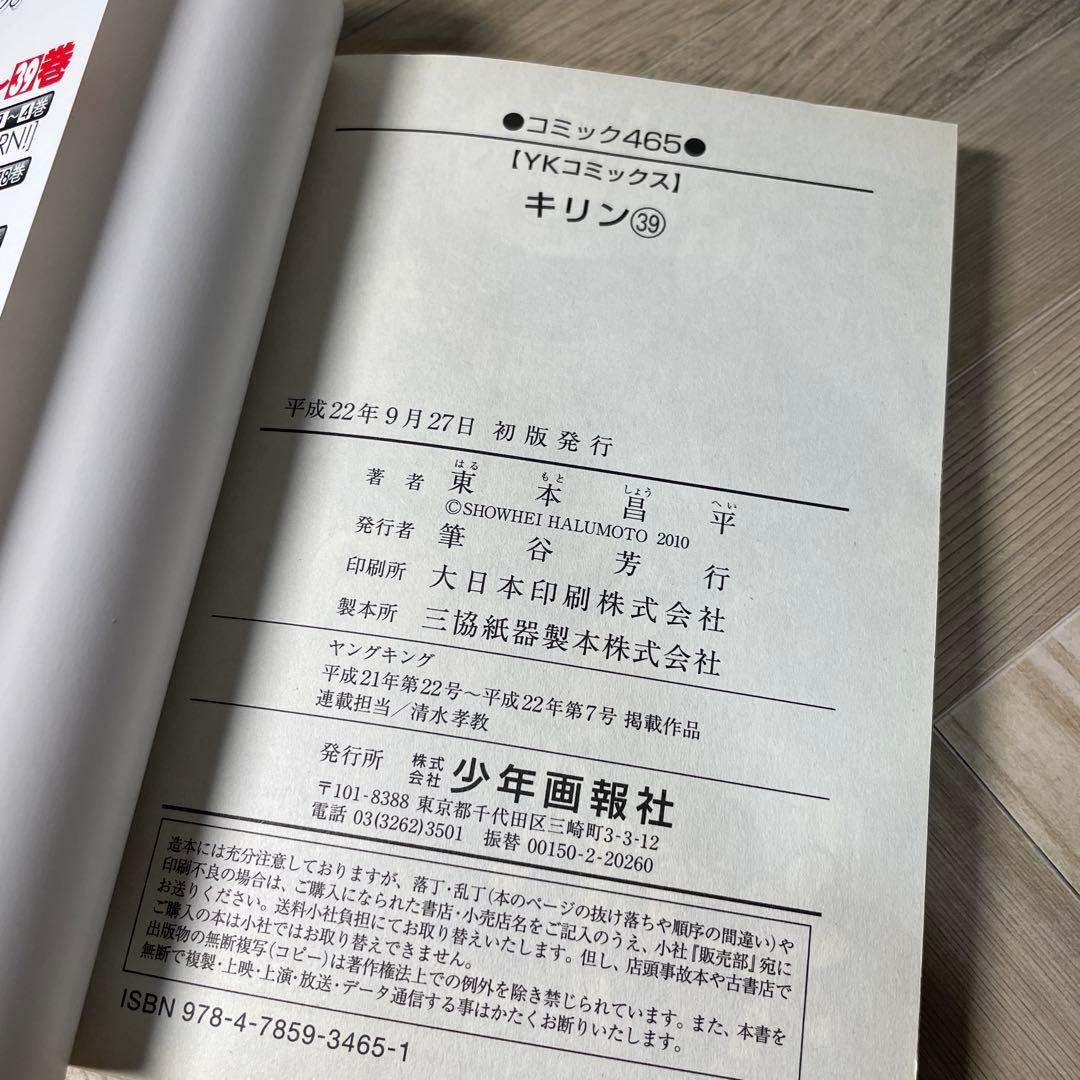 ～39巻
1～4巻
RN!]
●コミック465●
【YKコミックス】
キリン㊴
平成22年9月27日 初版発行
はる もと しょう へい
著者 東本昌平
©SHOWHEI HALUMOTO 2010
発行者 筆谷芳行
印刷所 大日本印刷株式会社
製本所 三協紙器製本株式会社
ヤングキング
平成21年第22号～平成22年第7号 掲載作品
連載担当／清水孝教
発行所 株式会社 少年画報社
〒101-8388 東京都千代田区三崎町3-3-12
電話 03(3262)3501 振替 00150-2-20260
造本には充分注意しておりますが、落丁・乱丁(本のページの抜け落ちや順序の間違い)や
印刷不良の場合は、ご購入になられた書店・小売店名をご記入のうえ、小社『販売部』宛に
お送りください。送料小社負担にてお取り替えいたします。但し、店頭事故本や古書店で
ご購入の本は小社ではお取り替えできません。
出版物の無断複写(コピー)は著作権法上での例外を除き禁じられています。また、本書を
無断で複製・上映・上演・放送・データ通信する事はかたくお断りいたします。
ISBN 978-4-7859-3465-1